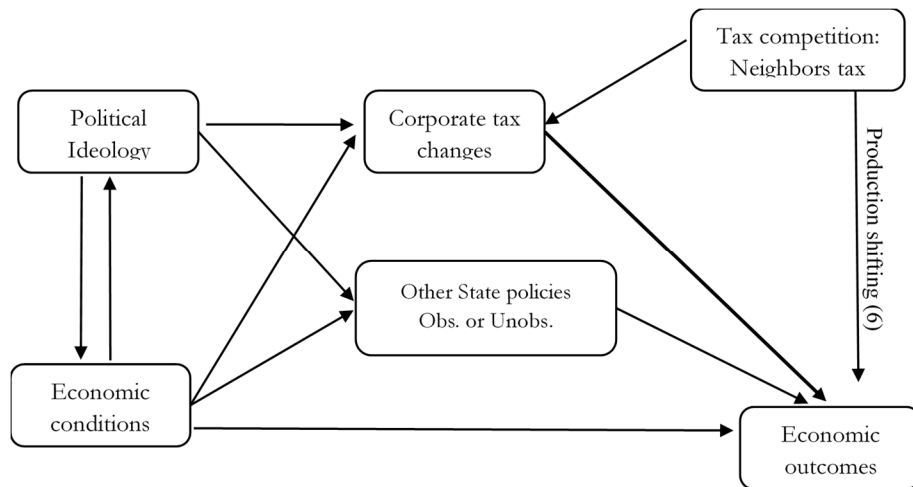 Tax competition:
Neighbors tax
Political
Ideology
Corporate tax
changes
Production shifting (6)
Other State policies
Obs. or Unobs.
Economic
conditions
Economic
outcomes